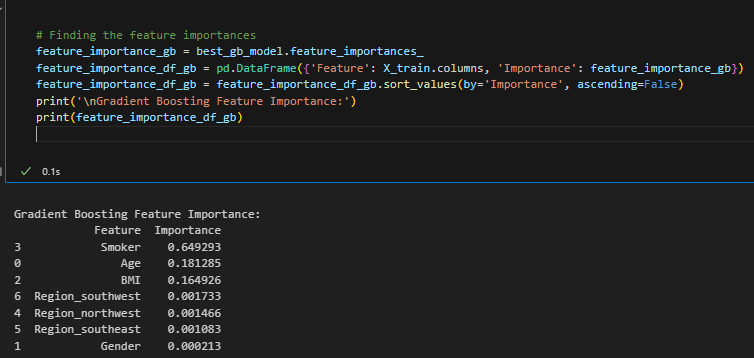 # Finding the feature importances
feature_importance_gb = best_gb_model.feature_importances_
feature_importance_df_gb = pd.DataFrame({'Feature': X_train.columns, 'Importance': feature_importance_gb})
feature_importance_df_gb = feature_importance_df_gb.sort_values(by='Importance', ascending=False)
print('\nGradient Boosting Feature Importance:')
print(feature_importance_df_gb)
0.1s
Gradient Boosting Feature Importance:
            Feature  Importance
3            Smoker    0.649293
0               Age    0.181285
2               BMI    0.164926
6  Region_southwest    0.001733
4  Region_northwest    0.001466
5  Region_southeast    0.001083
1            Gender    0.000213